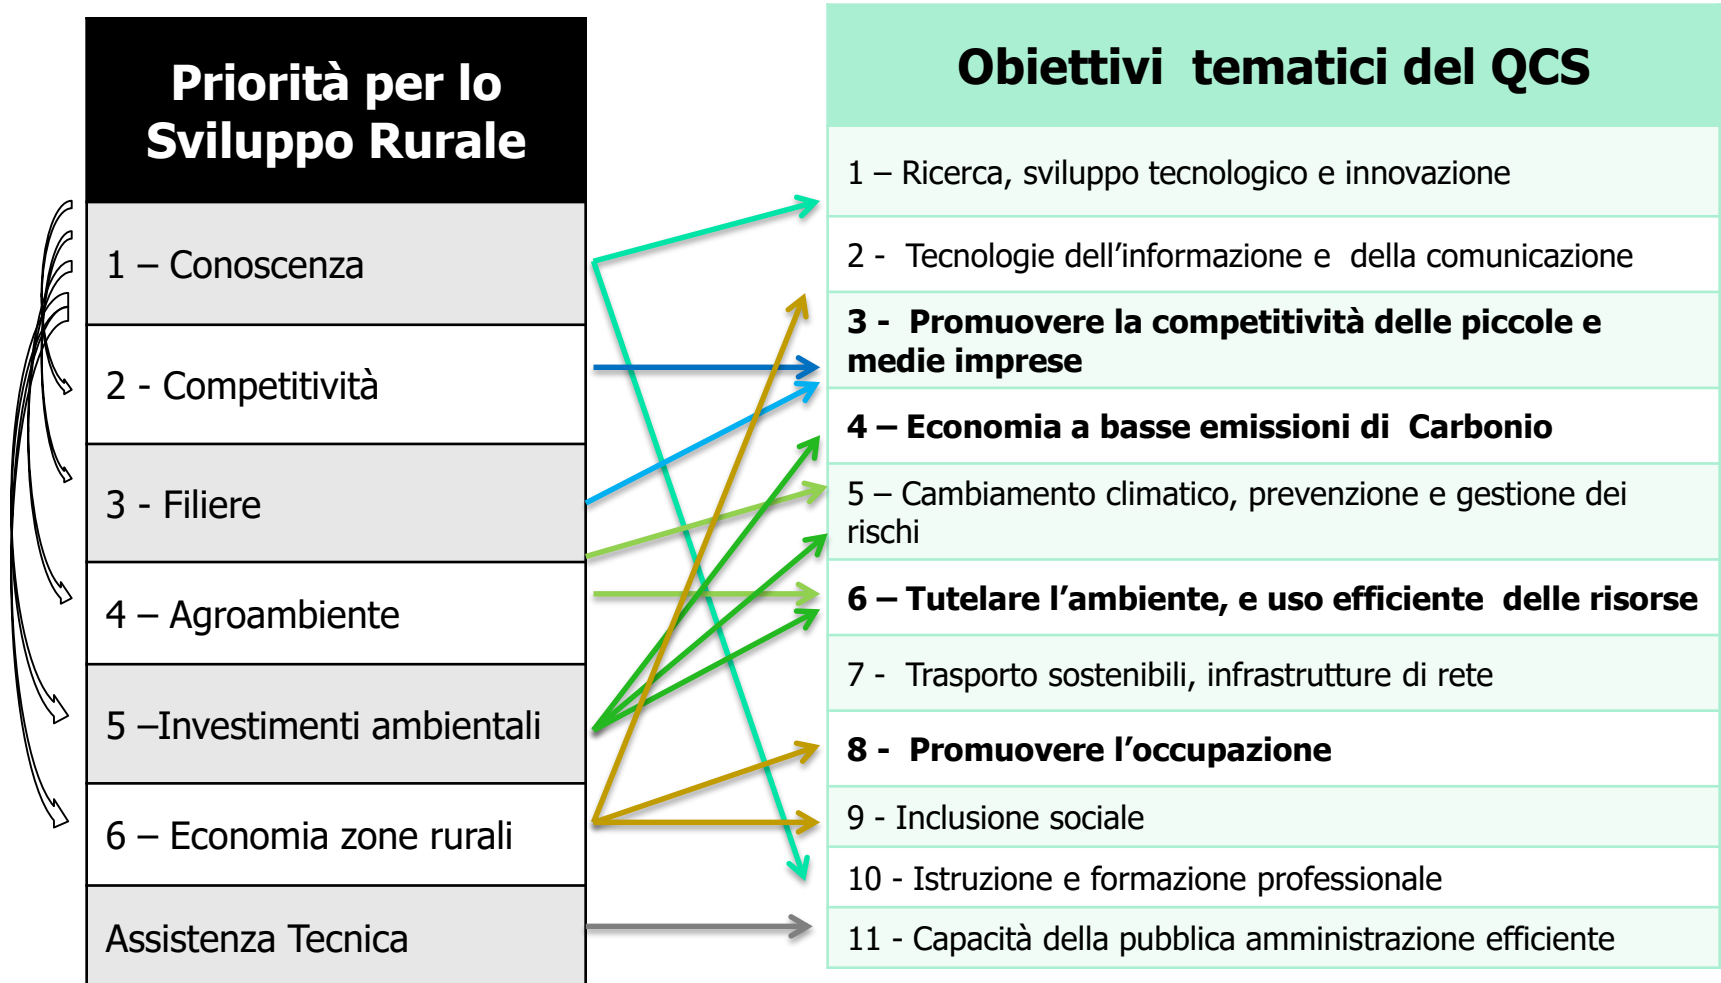 Priorità per lo
Sviluppo Rurale
1 – Conoscenza
2 - Competitività
3 - Filiere
4 – Agroambiente
5 –Investimenti ambientali
6 – Economia zone rurali
Assistenza Tecnica
Obiettivi tematici del QCS
1 – Ricerca, sviluppo tecnologico e innovazione
2 - Tecnologie dell’informazione e della comunicazione
3 - Promuovere la competitività delle piccole e
medie imprese
4 – Economia a basse emissioni di Carbonio
5 – Cambiamento climatico, prevenzione e gestione dei
rischi
6 – Tutelare l’ambiente, e uso efficiente delle risorse
7 - Trasporto sostenibili, infrastrutture di rete
8 - Promuovere l’occupazione
9 - Inclusione sociale
10 - Istruzione e formazione professionale
11 - Capacità della pubblica amministrazione efficiente